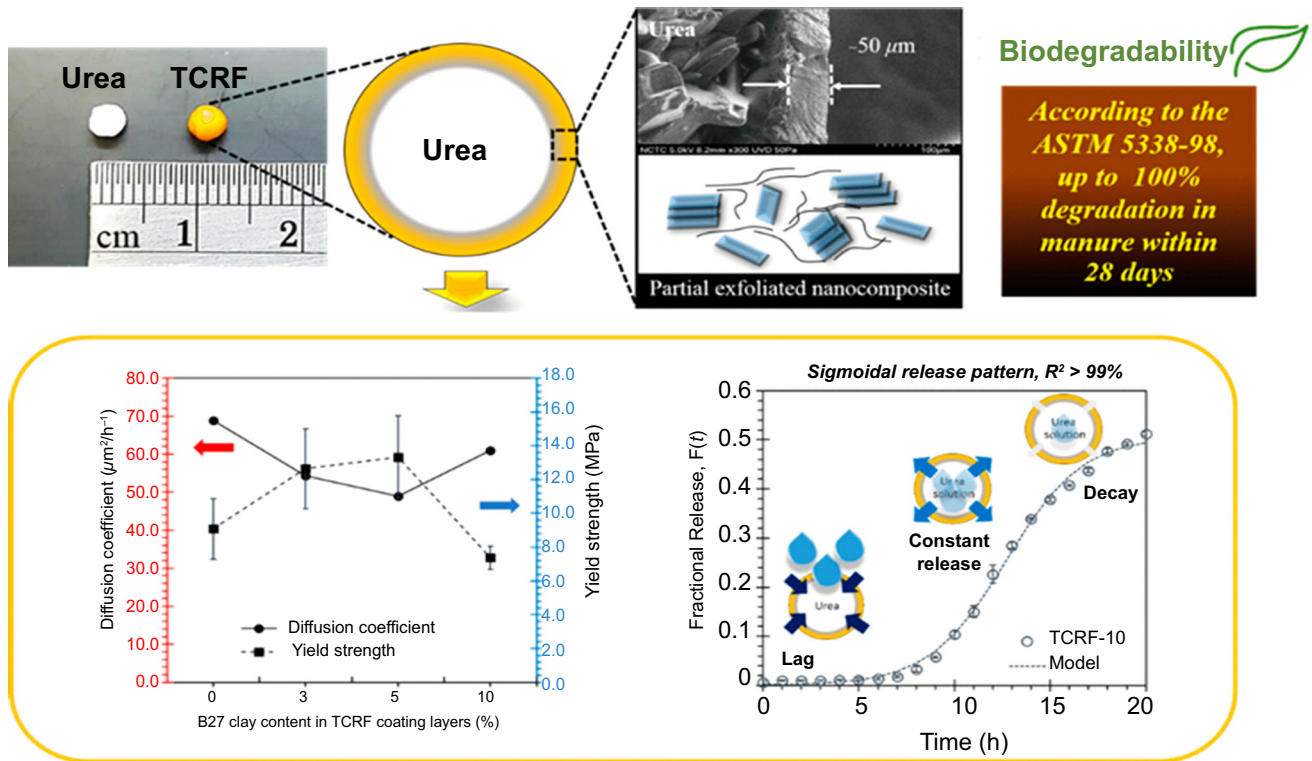 Urea TCRF
cm 1 2
Urea
Urea
~50 μm
NCTC 5.0kV 8.2mm x300 UVD 50Pa 100μm
Partial exfoliated nanocomposite
Biodegradability
According to the
ASTM 5338-98,
up to 100%
degradation in
manure within
28 days
Diffusion coefficient (μm²/h⁻¹)
80.0
70.0
60.0
50.0
40.0
30.0
20.0
10.0
0.0
18.0
16.0
14.0
12.0
10.0
8.0
6.0
4.0
2.0
0.0
Yield strength (MPa)
Diffusion coefficient
Yield strength
0 3 5 10
B27 clay content in TCRF coating layers (%)
Sigmoidal release pattern, R² > 99%
Fractional Release, F(t)
0.6
0.5
0.4
0.3
0.2
0.1
0
Urea
solution
Decay
Urea
solution
Constant
release
Urea
Lag
TCRF-10
Model
0 5 10 15 20
Time (h)